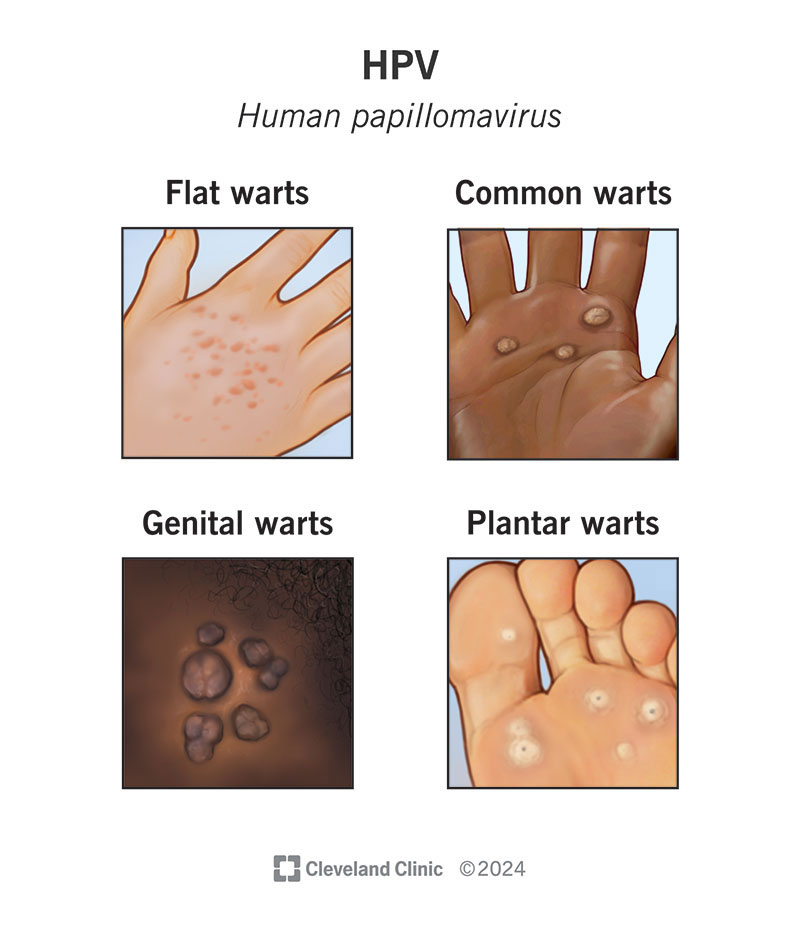 HPV
Human papillomavirus
Flat warts
Common warts
Genital warts
Plantar warts
Cleveland Clinic ©2024